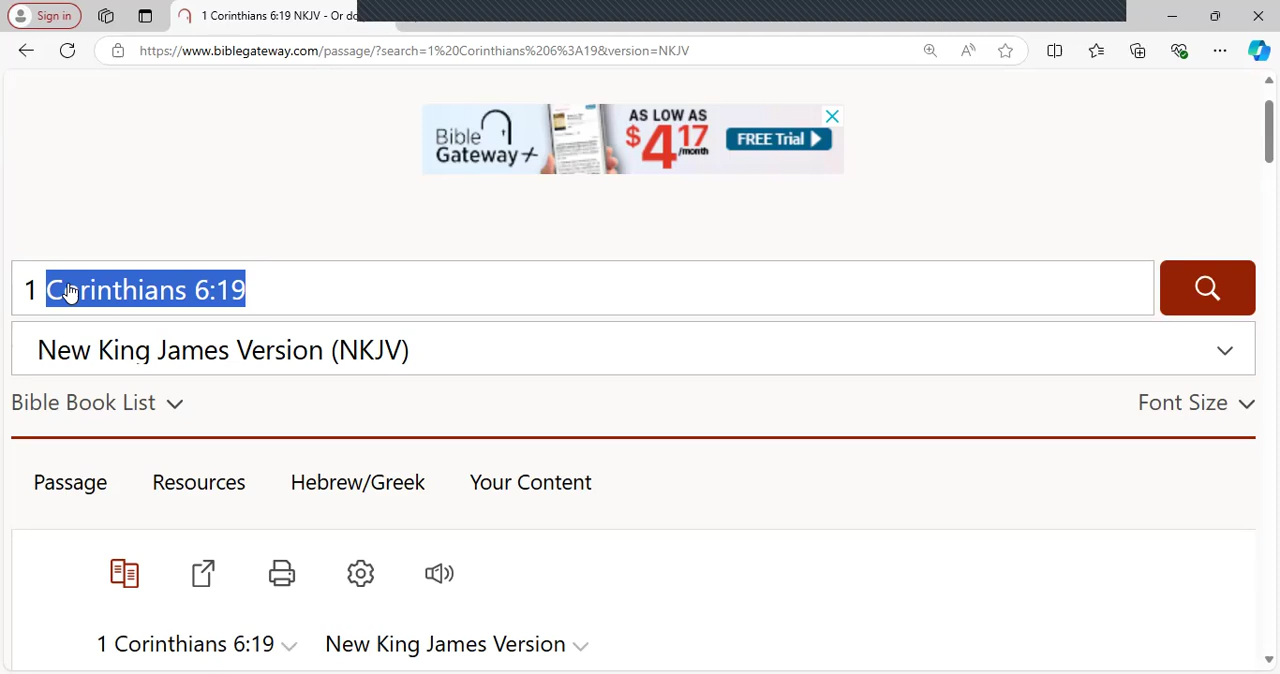 Sign in
1 Corinthians 6:19 NKJV - Or do
https://www.biblegateway.com/passage/?search=1%20Corinthians%206%3A19&version=NKJV
Bible Gateway+
AS LOW AS
$4.17 /month
FREE Trial
1 Corinthians 6:19
New King James Version (NKJV)
Bible Book List
Font Size
Passage Resources Hebrew/Greek Your Content
1 Corinthians 6:19 New King James Version